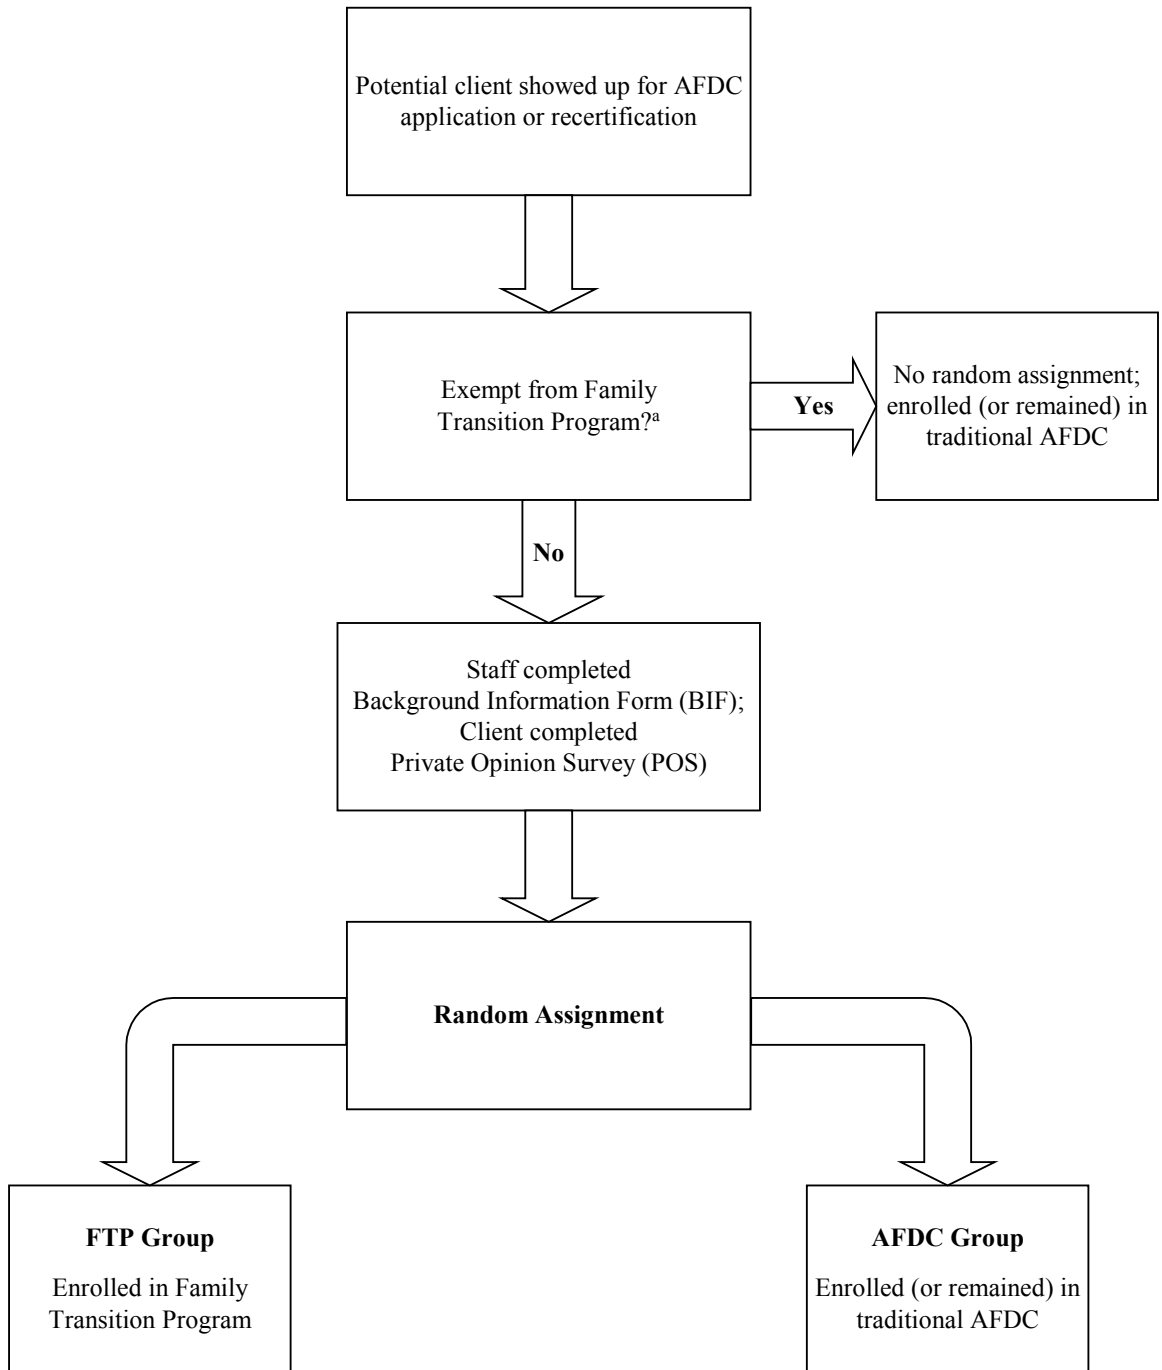 Potential client showed up for AFDC
application or recertification
Exempt from Family
Transition Program?ᵃ
Yes
No random assignment;
enrolled (or remained) in
traditional AFDC
No
Staff completed
Background Information Form (BIF);
Client completed
Private Opinion Survey (POS)
Random Assignment
FTP Group
Enrolled in Family
Transition Program
AFDC Group
Enrolled (or remained) in
traditional AFDC